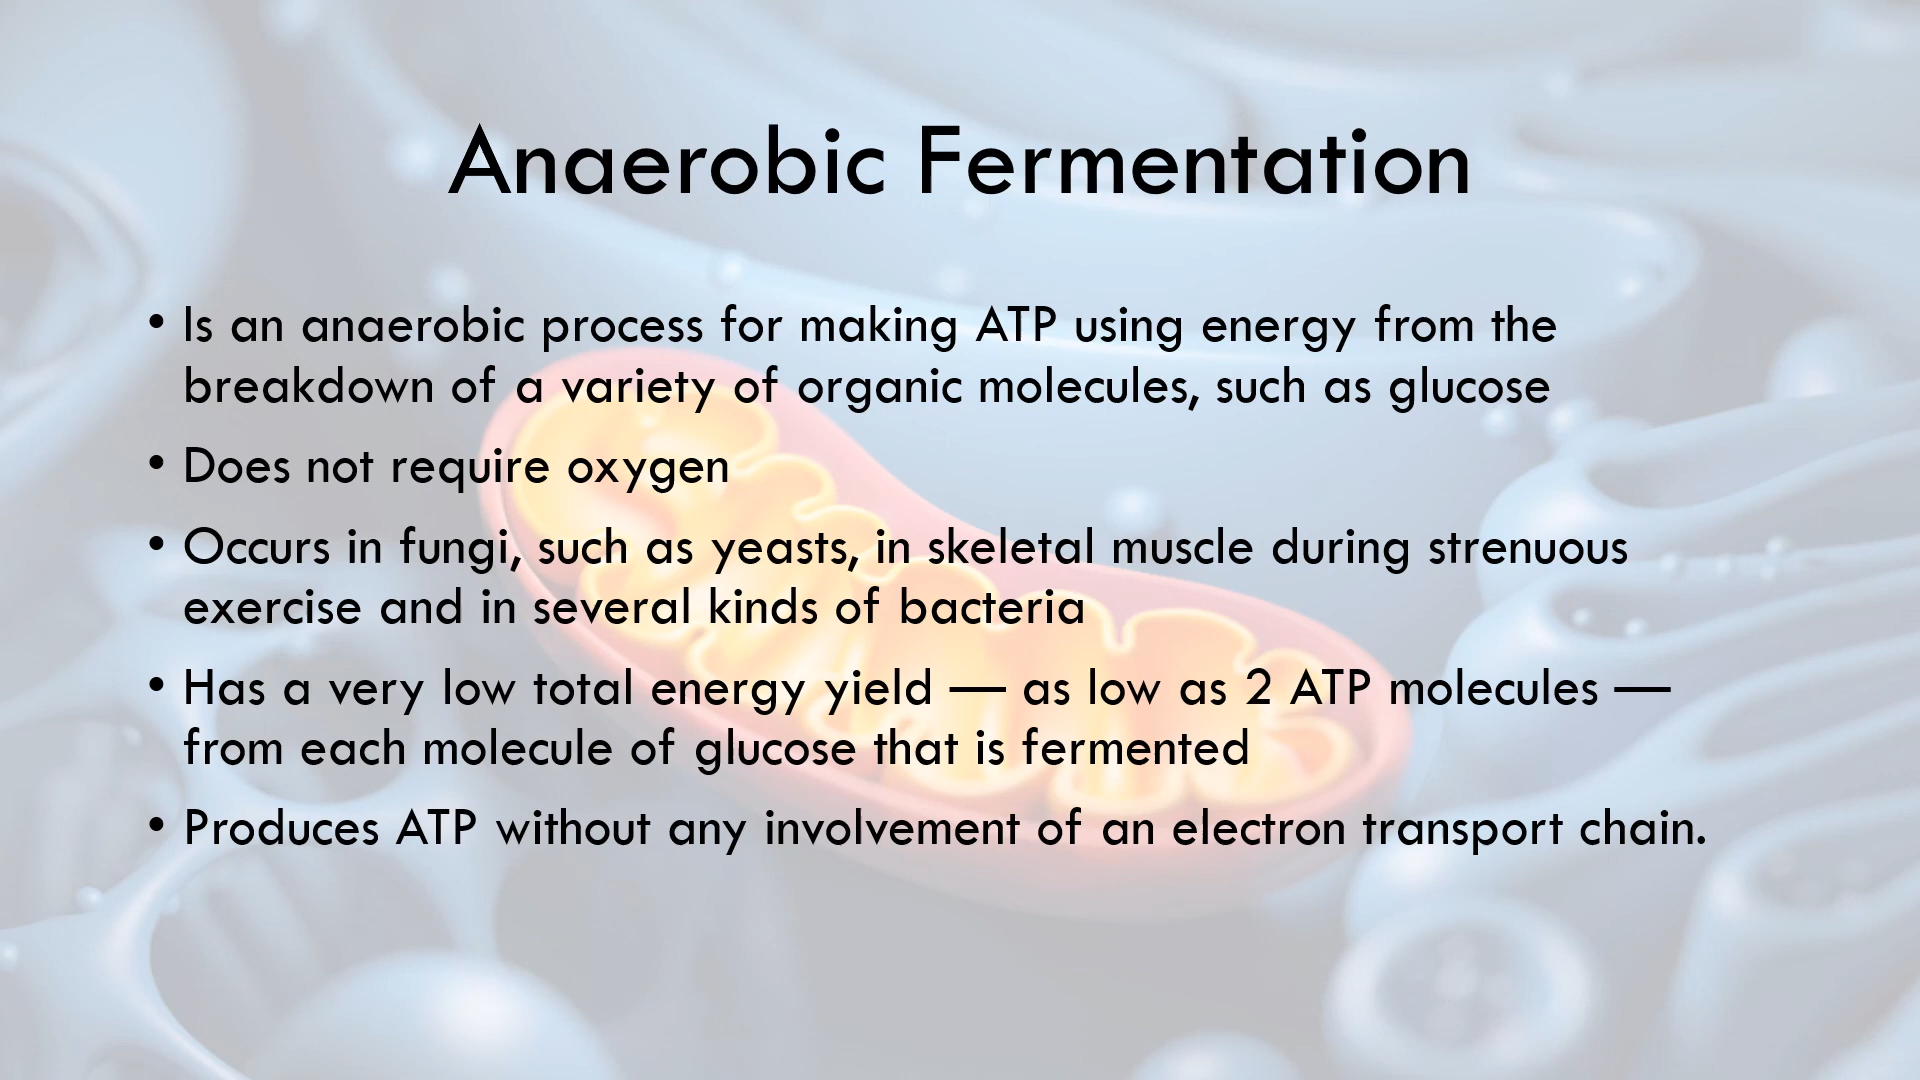 Anaerobic Fermentation
• Is an anaerobic process for making ATP using energy from the
breakdown of a variety of organic molecules, such as glucose
• Does not require oxygen
• Occurs in fungi, such as yeasts, in skeletal muscle during strenuous
exercise and in several kinds of bacteria
• Has a very low total energy yield — as low as 2 ATP molecules —
from each molecule of glucose that is fermented
• Produces ATP without any involvement of an electron transport chain.